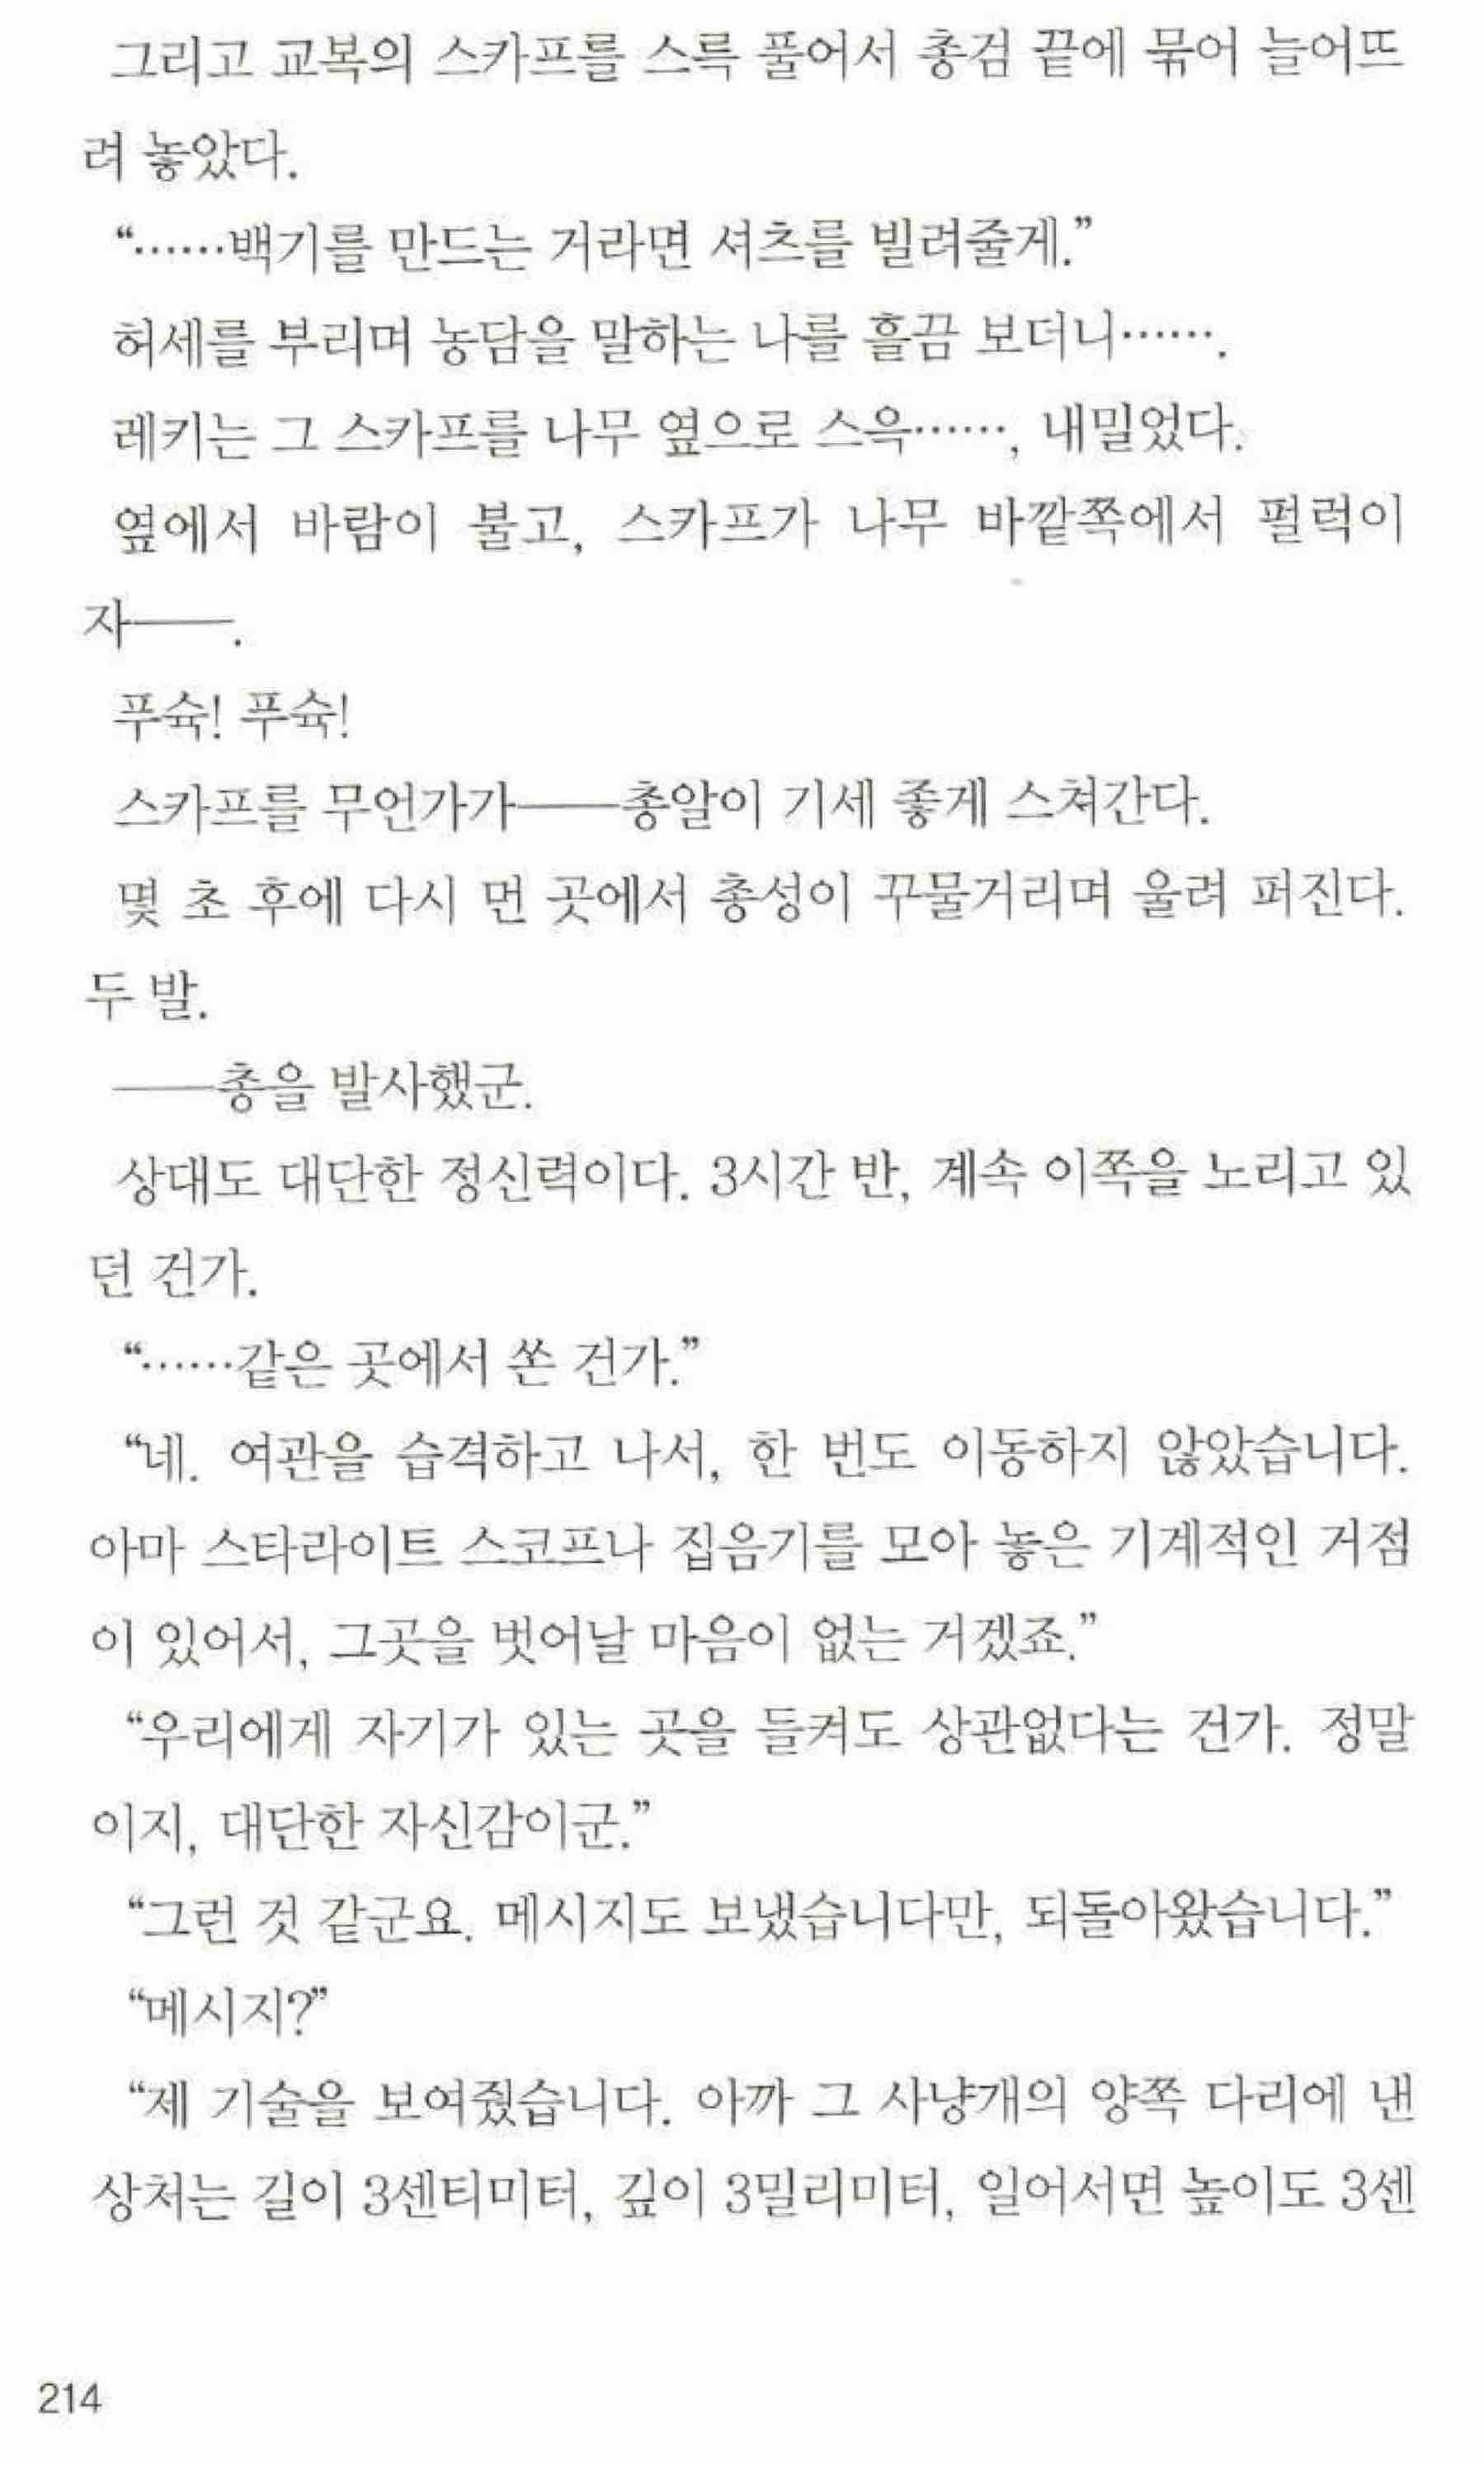 그리고 교복의 스카프를 스륵 풀어서 총검 끝에 묶어 늘어뜨
려 놓았다.
“……백기를 만드는 거라면 셔츠를 빌려줄게.”
허세를 부리며 농담을 말하는 나를 흘끔 보더니…….
레키는 그 스카프를 나무 옆으로 스윽……, 내밀었다.
옆에서 바람이 불고, 스카프가 나무 바깥쪽에서 펄럭이
자――.
푸슉! 푸슉!
스카프를 무언가가――총알이 기세 좋게 스쳐간다.
몇 초 후에 다시 먼 곳에서 총성이 꾸물거리며 울려 퍼진다.
두 발.
――총을 발사했군.
상대도 대단한 정신력이다. 3시간 반, 계속 이쪽을 노리고 있
던 건가.
“……같은 곳에서 쏜 건가.”
“네. 여관을 습격하고 나서, 한 번도 이동하지 않았습니다.
아마 스타라이트 스코프나 집음기를 모아 놓은 기계적인 거점
이 있어서, 그곳을 벗어날 마음이 없는 거겠죠.”
“우리에게 자기가 있는 곳을 들켜도 상관없다는 건가. 정말
이지, 대단한 자신감이군.”
“그런 것 같군요. 메시지도 보냈습니다만, 되돌아왔습니다.”
“메시지?”
“제 기술을 보여줬습니다. 아까 그 사냥개의 양쪽 다리에 낸
상처는 길이 3센티미터, 깊이 3밀리미터, 일어서면 높이도 3센
214